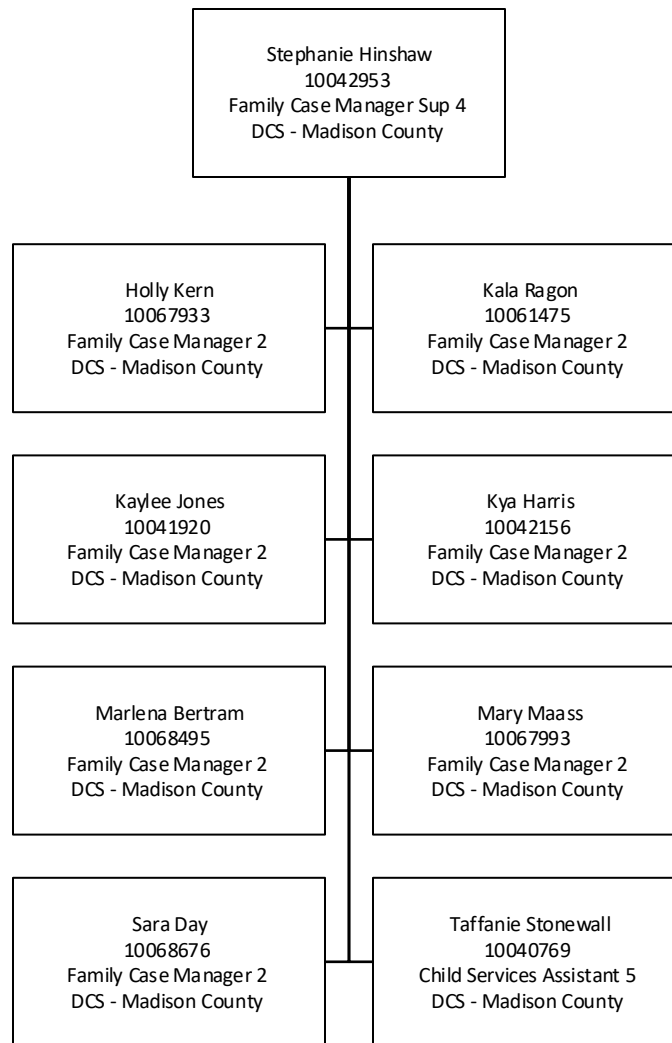 Stephanie Hinshaw
10042953
Family Case Manager Sup 4
DCS - Madison County
Holly Kern
10067933
Family Case Manager 2
DCS - Madison County
Kala Ragon
10061475
Family Case Manager 2
DCS - Madison County
Kaylee Jones
10041920
Family Case Manager 2
DCS - Madison County
Kya Harris
10042156
Family Case Manager 2
DCS - Madison County
Marlena Bertram
10068495
Family Case Manager 2
DCS - Madison County
Mary Maass
10067993
Family Case Manager 2
DCS - Madison County
Sara Day
10068676
Family Case Manager 2
DCS - Madison County
Taffanie Stonewall
10040769
Child Services Assistant 5
DCS - Madison County